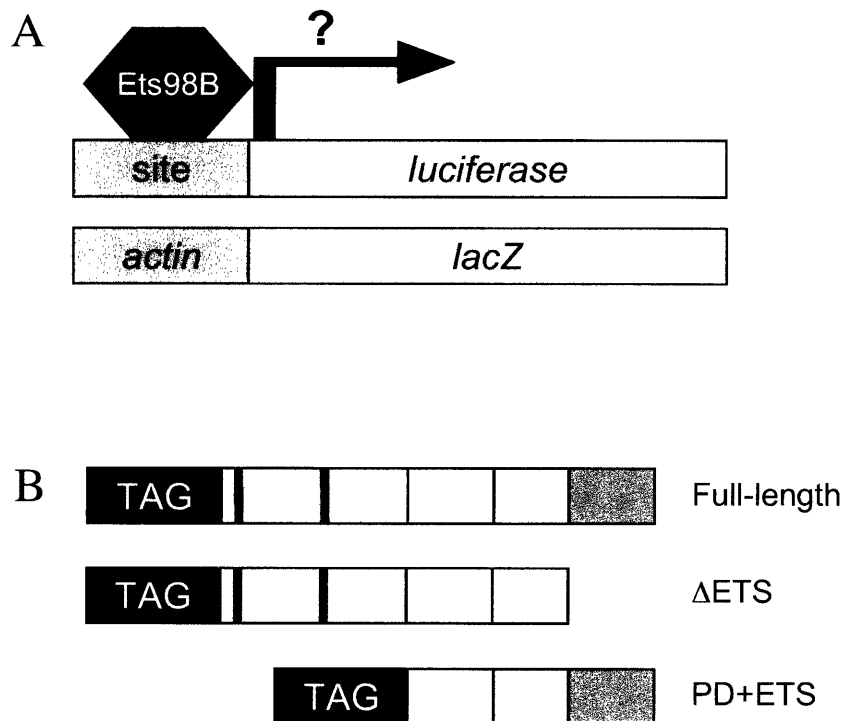 A
?
Ets98B
site luciferase
actin lacZ
B
TAG Full-length
TAG ΔETS
TAG PD+ETS